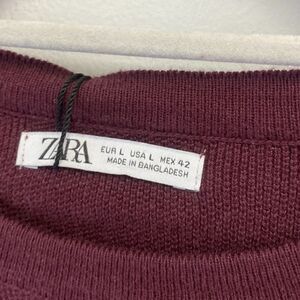 ZARA
EUR L USA L MEX 42
MADE IN BANGLADESH